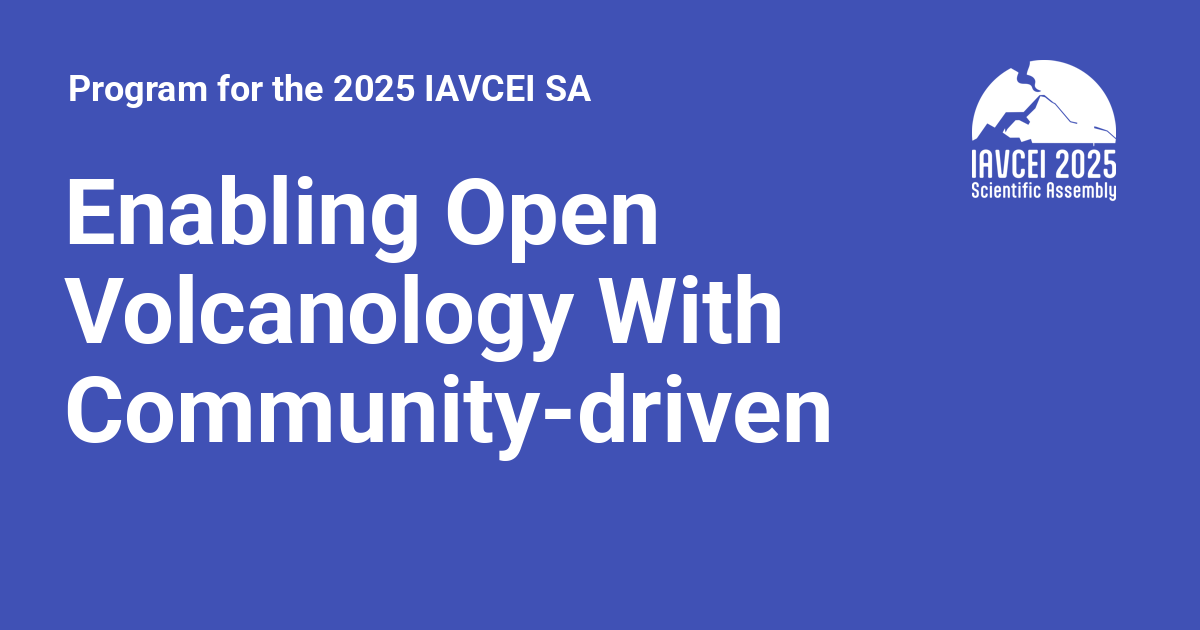 Program for the 2025 IAVCEI SA
IAVCEI 2025
Scientific Assembly
Enabling Open
Volcanology With
Community-driven